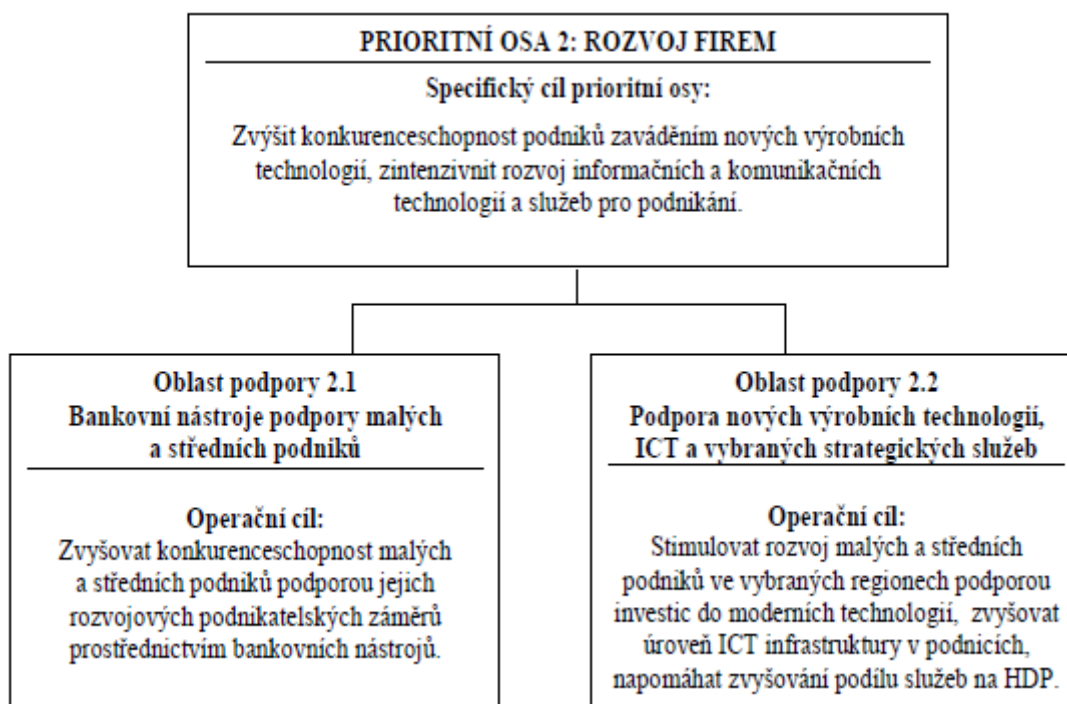 PRIORITNÍ OSA 2: ROZVOJ FIREM
Specifický cíl prioritní osy:
Zvýšit konkurenceschopnost podniků zaváděním nových výrobních
technologií, zintenzivnit rozvoj informačních a komunikačních
technologií a služeb pro podnikání.
Oblast podpory 2.1
Bankovní nástroje podpory malých
a středních podniků
Operační cíl:
Zvyšovat konkurenceschopnost malých
a středních podniků podporou jejich
rozvojových podnikatelských záměrů
prostřednictvím bankovních nástrojů.
Oblast podpory 2.2
Podpora nových výrobních technologií,
ICT a vybraných strategických služeb
Operační cíl:
Stimulovat rozvoj malých a středních
podniků ve vybraných regionech podporou
investic do moderních technologií, zvyšovat
úroveň ICT infrastruktury v podnicích,
napomáhat zvyšování podílu služeb na HDP.